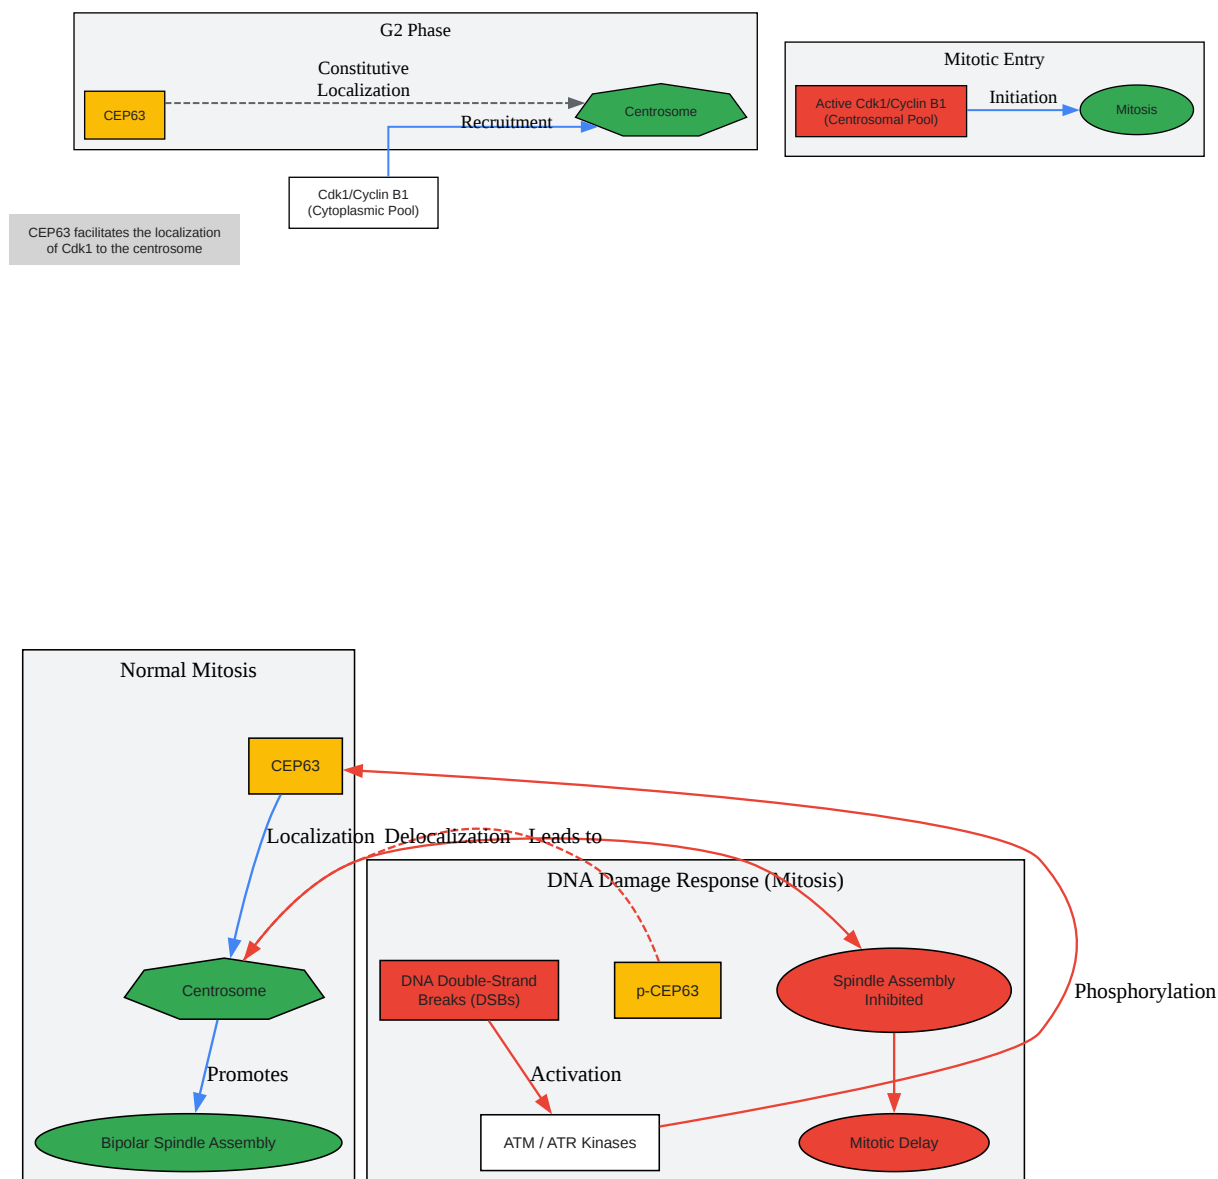 G2 Phase
Constitutive
Localization
CEP63
Centrosome
Recruitment
Cdk1/Cyclin B1
(Cytoplasmic Pool)
CEP63 facilitates the localization
of Cdk1 to the centrosome
Mitotic Entry
Active Cdk1/Cyclin B1
(Centrosomal Pool)
Initiation
Mitosis
Normal Mitosis
CEP63
Localization
Delocalization
Leads to
DNA Damage Response (Mitosis)
Centrosome
DNA Double-Strand
Breaks (DSBs)
p-CEP63
Spindle Assembly
Inhibited
Phosphorylation
Promotes
Activation
Bipolar Spindle Assembly
ATM / ATR Kinases
Mitotic Delay